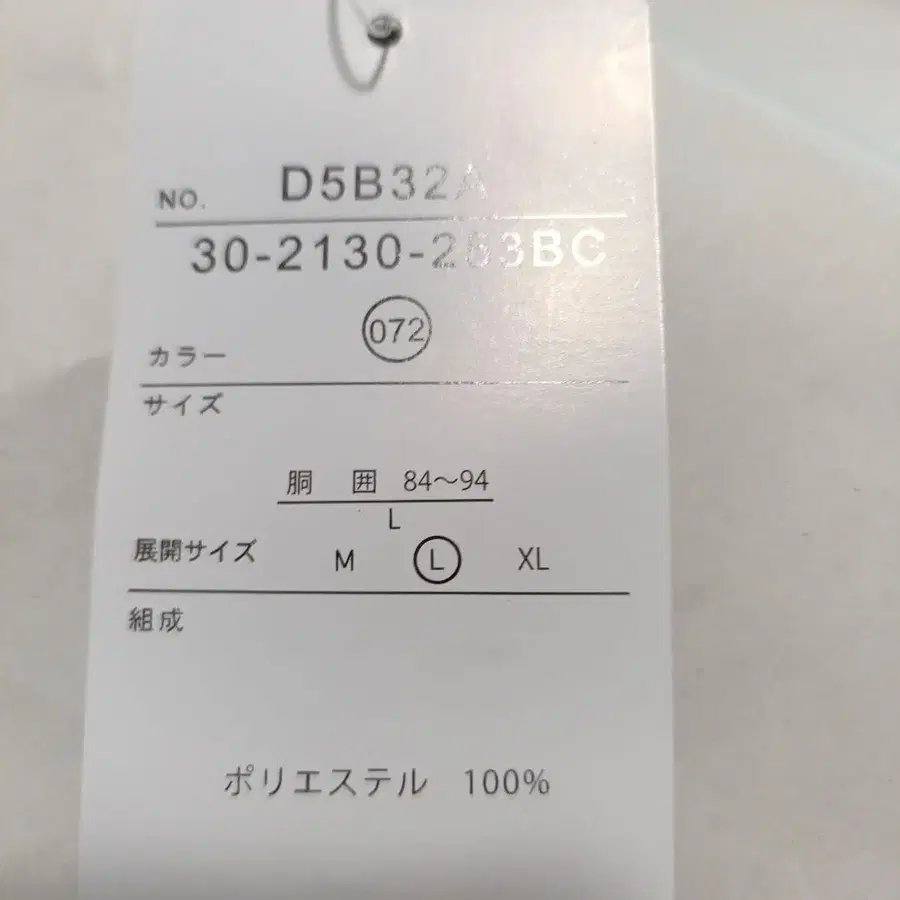 NO. D5B32A
30-2130-263BC
カラー 072
サイズ
胴 囲 84～94
L
展開サイズ M L XL
組成
ポリエステル 100%